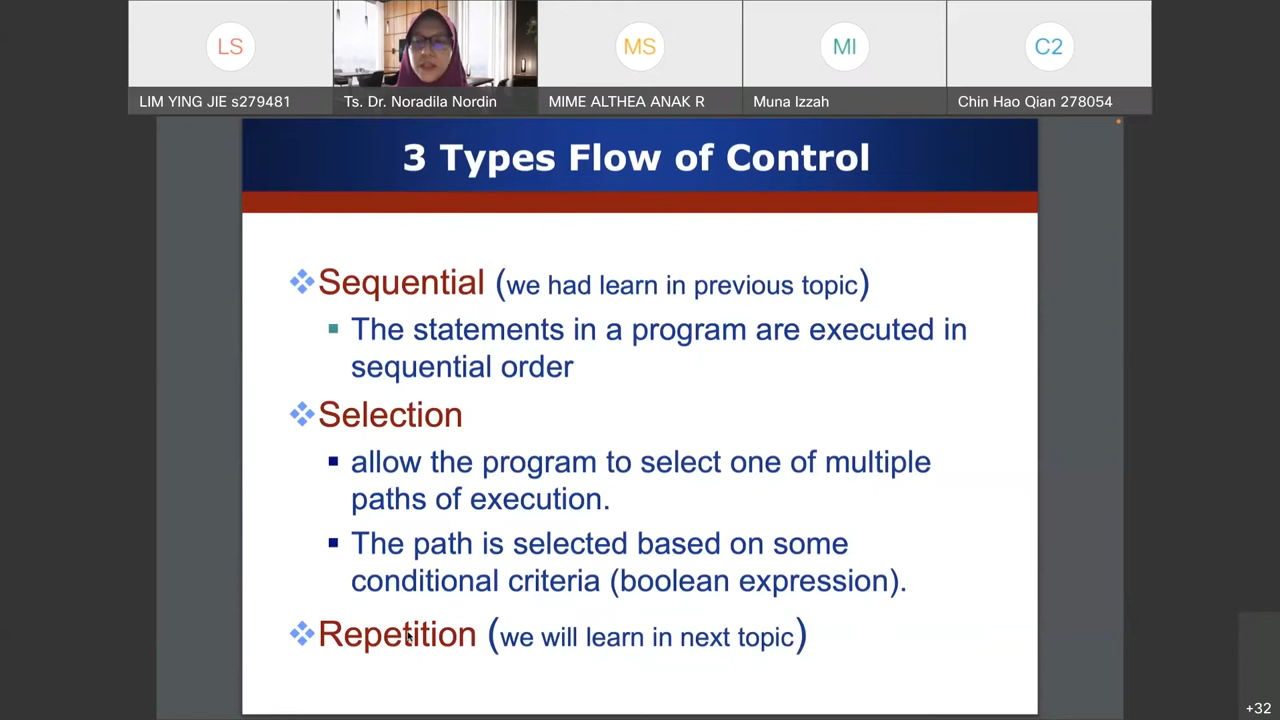 LS
MS
MI
C2
LIM YING JIE s279481
Ts. Dr. Noradila Nordin
MIME ALTHEA ANAK R
Muna Izzah
Chin Hao Qian 278054
3 Types Flow of Control
Sequential (we had learn in previous topic)
The statements in a program are executed in
sequential order
Selection
allow the program to select one of multiple
paths of execution.
The path is selected based on some
conditional criteria (boolean expression).
Repetition (we will learn in next topic)
+32